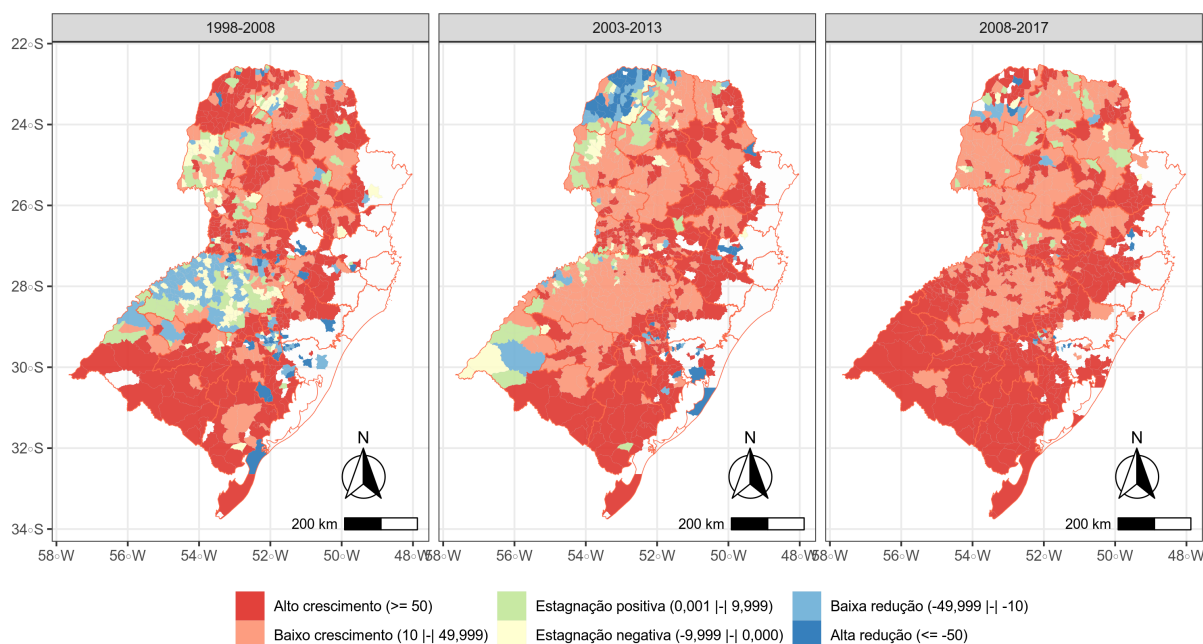 1998-2008
2003-2013
2008-2017
22°S
24°S
26°S
28°S
30°S
32°S
34°S
N
N
N
200 km
200 km
200 km
58°W 56°W 54°W 52°W 50°W 48°W
58°W 56°W 54°W 52°W 50°W 48°W
58°W 56°W 54°W 52°W 50°W 48°W
Alto crescimento (>= 50)
Estagnação positiva (0,001 |-| 9,999)
Baixa redução (-49,999 |-| -10)
Baixo crescimento (10 |-| 49,999)
Estagnação negativa (-9,999 |-| 0,000)
Alta redução (<= -50)